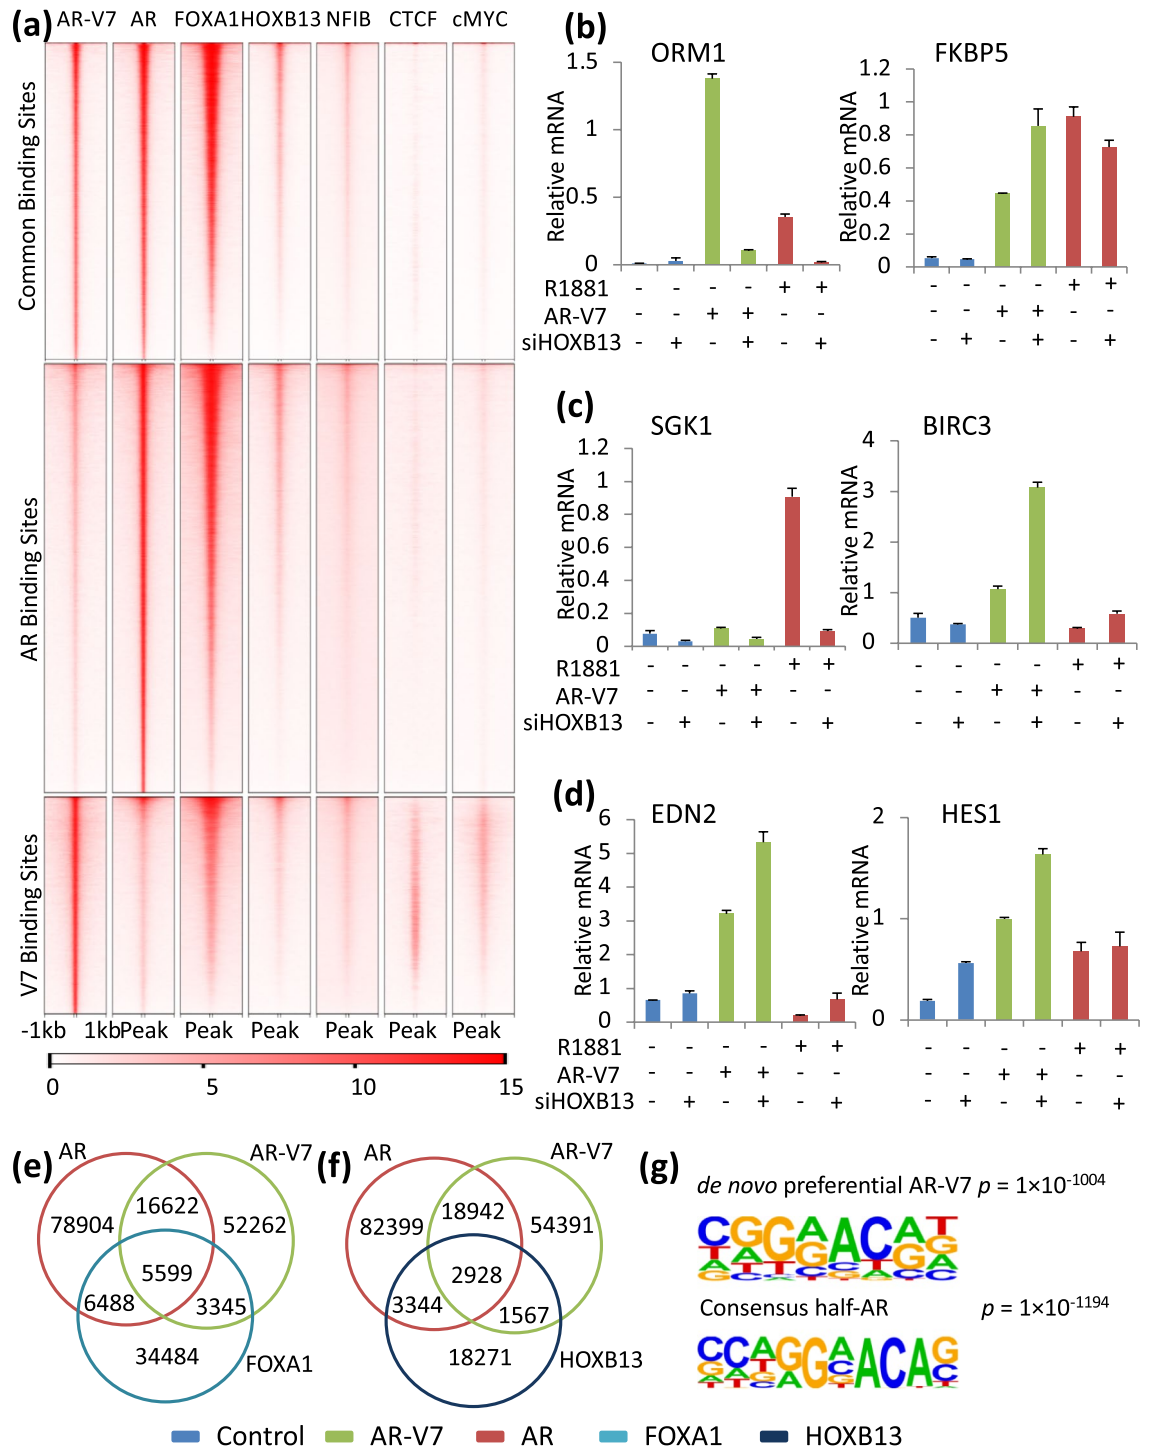 (a)
AR-V7 AR FOXA1 HOXB13 NFIB CTCF cMYC
Common Binding Sites
AR Binding Sites
V7 Binding Sites
-1kb 1kb Peak Peak Peak Peak Peak Peak
0 5 10 15
(b)
ORM1
Relative mRNA
1.5
1
0.5
0
R1881 - - - - + +
AR-V7 - - + + - -
siHOXB13 - + - + - +
FKBP5
Relative mRNA
1.2
1
0.8
0.6
0.4
0.2
0
- - - - + +
- - + + - -
- + - + - +
(c)
SGK1
Relative mRNA
1.2
1
0.8
0.6
0.4
0.2
0
R1881 - - - - + +
AR-V7 - - + + - -
siHOXB13 - + - + - +
BIRC3
Relative mRNA
4
3
2
1
0
- - - - + +
- - + + - -
- + - + - +
(d)
EDN2
Relative mRNA
6
5
4
3
2
1
0
R1881 - - - - + +
AR-V7 - - + + - -
siHOXB13 - + - + - +
HES1
Relative mRNA
2
1
0
- - - - + +
- - + + - -
- + - + - +
(e)
AR
AR-V7
16622
78904
52262
5599
6488
3345
34484
FOXA1
(f)
AR
AR-V7
18942
82399
54391
2928
3344
1567
18271
HOXB13
(g)
de novo preferential AR-V7 p = 1×10-1004
CGGAACAT
Consensus half-AR p = 1×10-1194
CCAGGAACAG
Control AR-V7 AR FOXA1 HOXB13